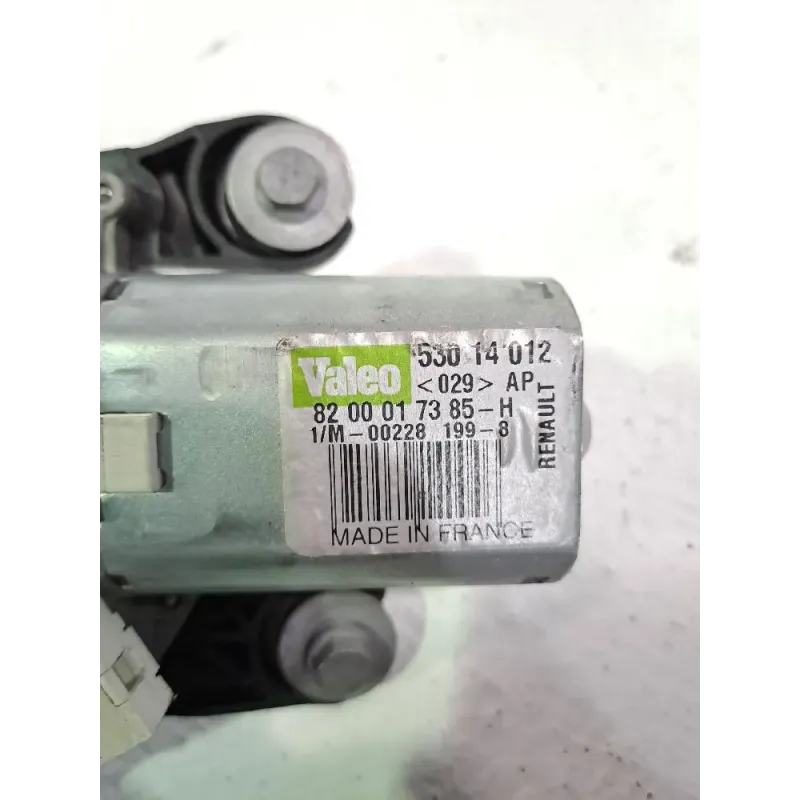 Valeo 530 14 012
<029> AP
82 00 01 73 85-H
1/M-00228 199-8
RENAULT
MADE IN FRANCE